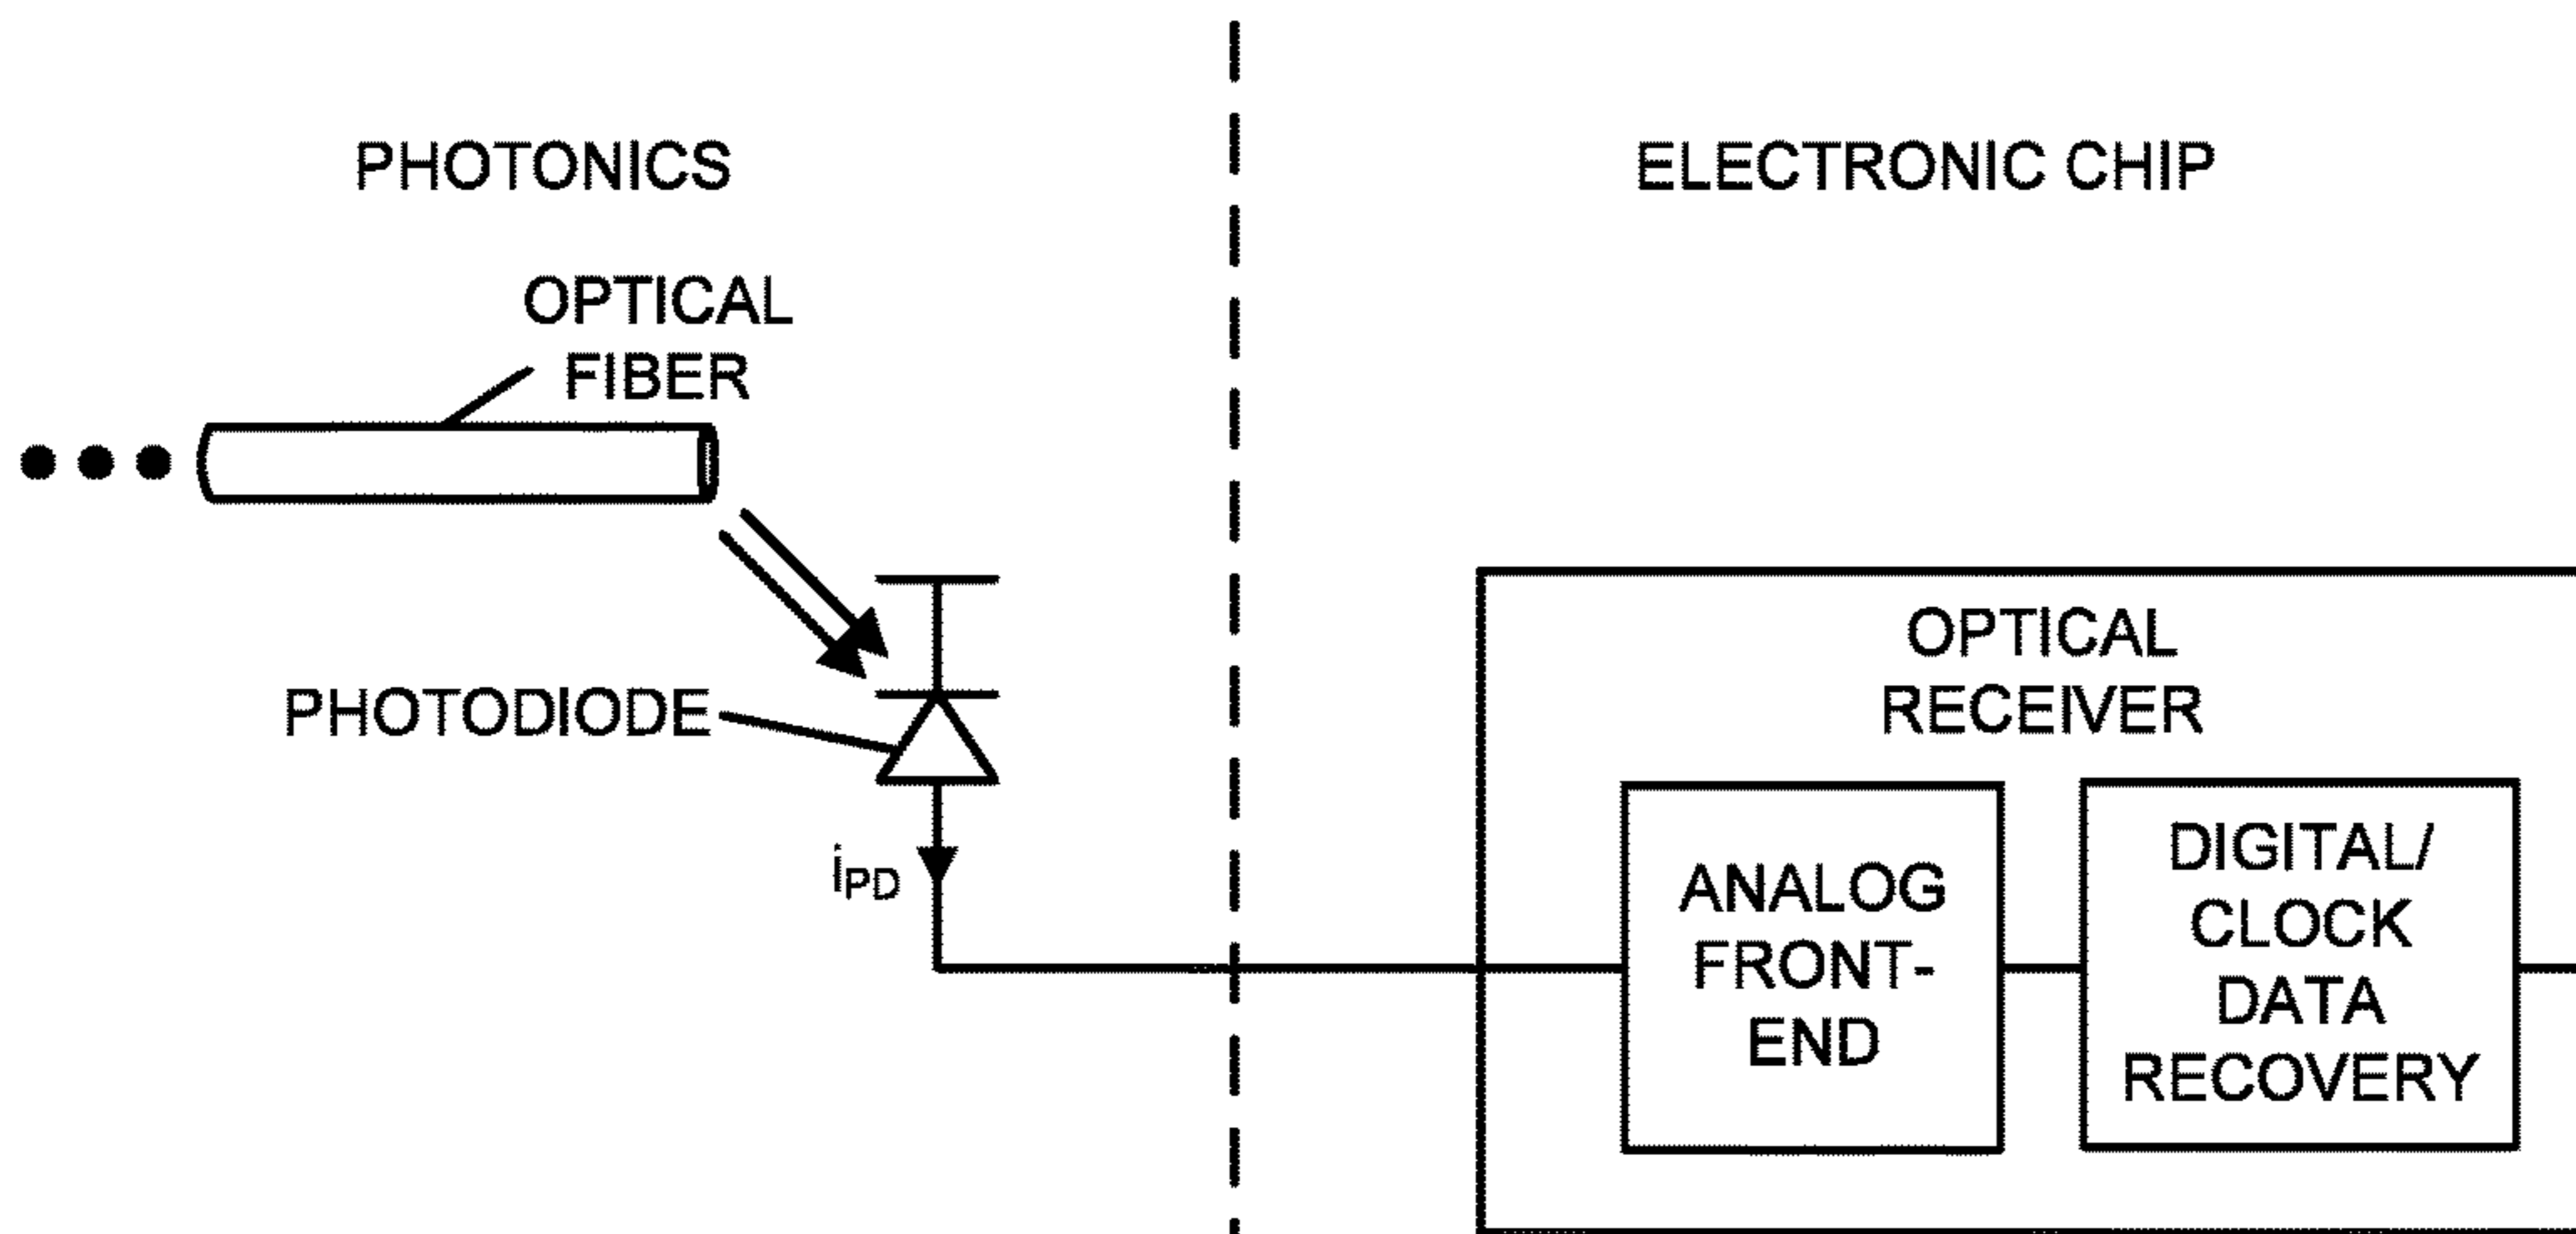 PHOTONICS
ELECTRONIC CHIP
OPTICAL
FIBER
PHOTODIODE
iPD
OPTICAL
RECEIVER
ANALOG
FRONT-
END
DIGITAL/
CLOCK
DATA
RECOVERY